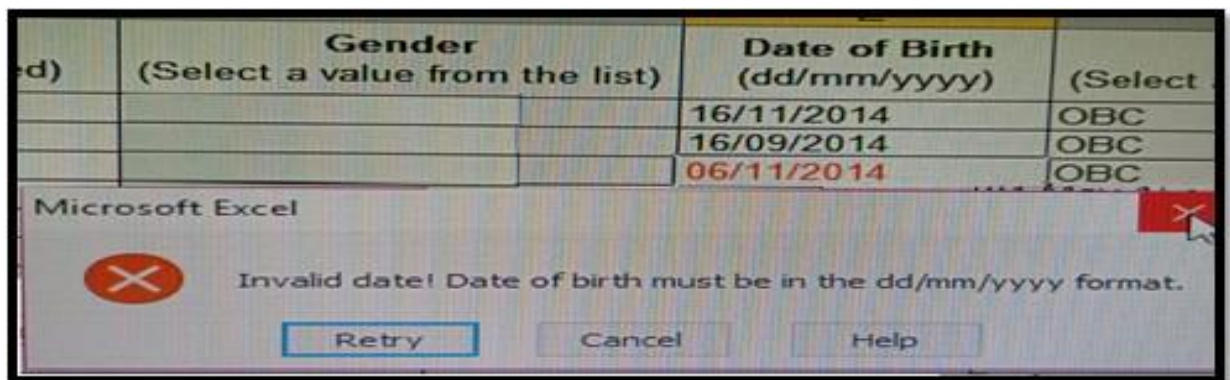 Gender Date of Birth
ed) (Select a value from the list) (dd/mm/yyyy) (Select
16/11/2014 OBC
16/09/2014 OBC
06/11/2014 OBC
Microsoft Excel
Invalid date! Date of birth must be in the dd/mm/yyyy format.
Retry Cancel Help